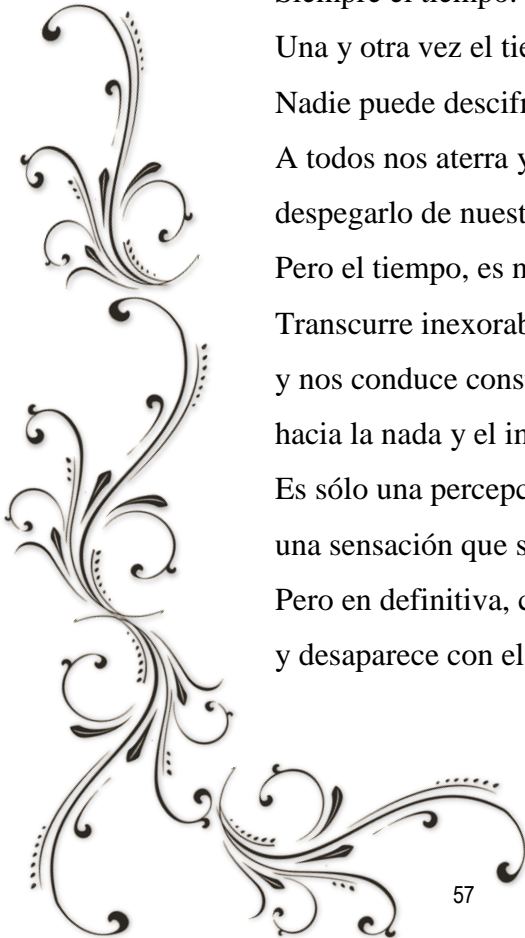 Siempre el tiempo.
Una y otra vez el
Nadie puede
A todos nos aterra
despegarlo de
Pero el tiempo, es
Transcurre
y nos conduce
hacia la nada y el
Es sólo una
una sensación que
Pero en definitiva,
y desaparece con el
57